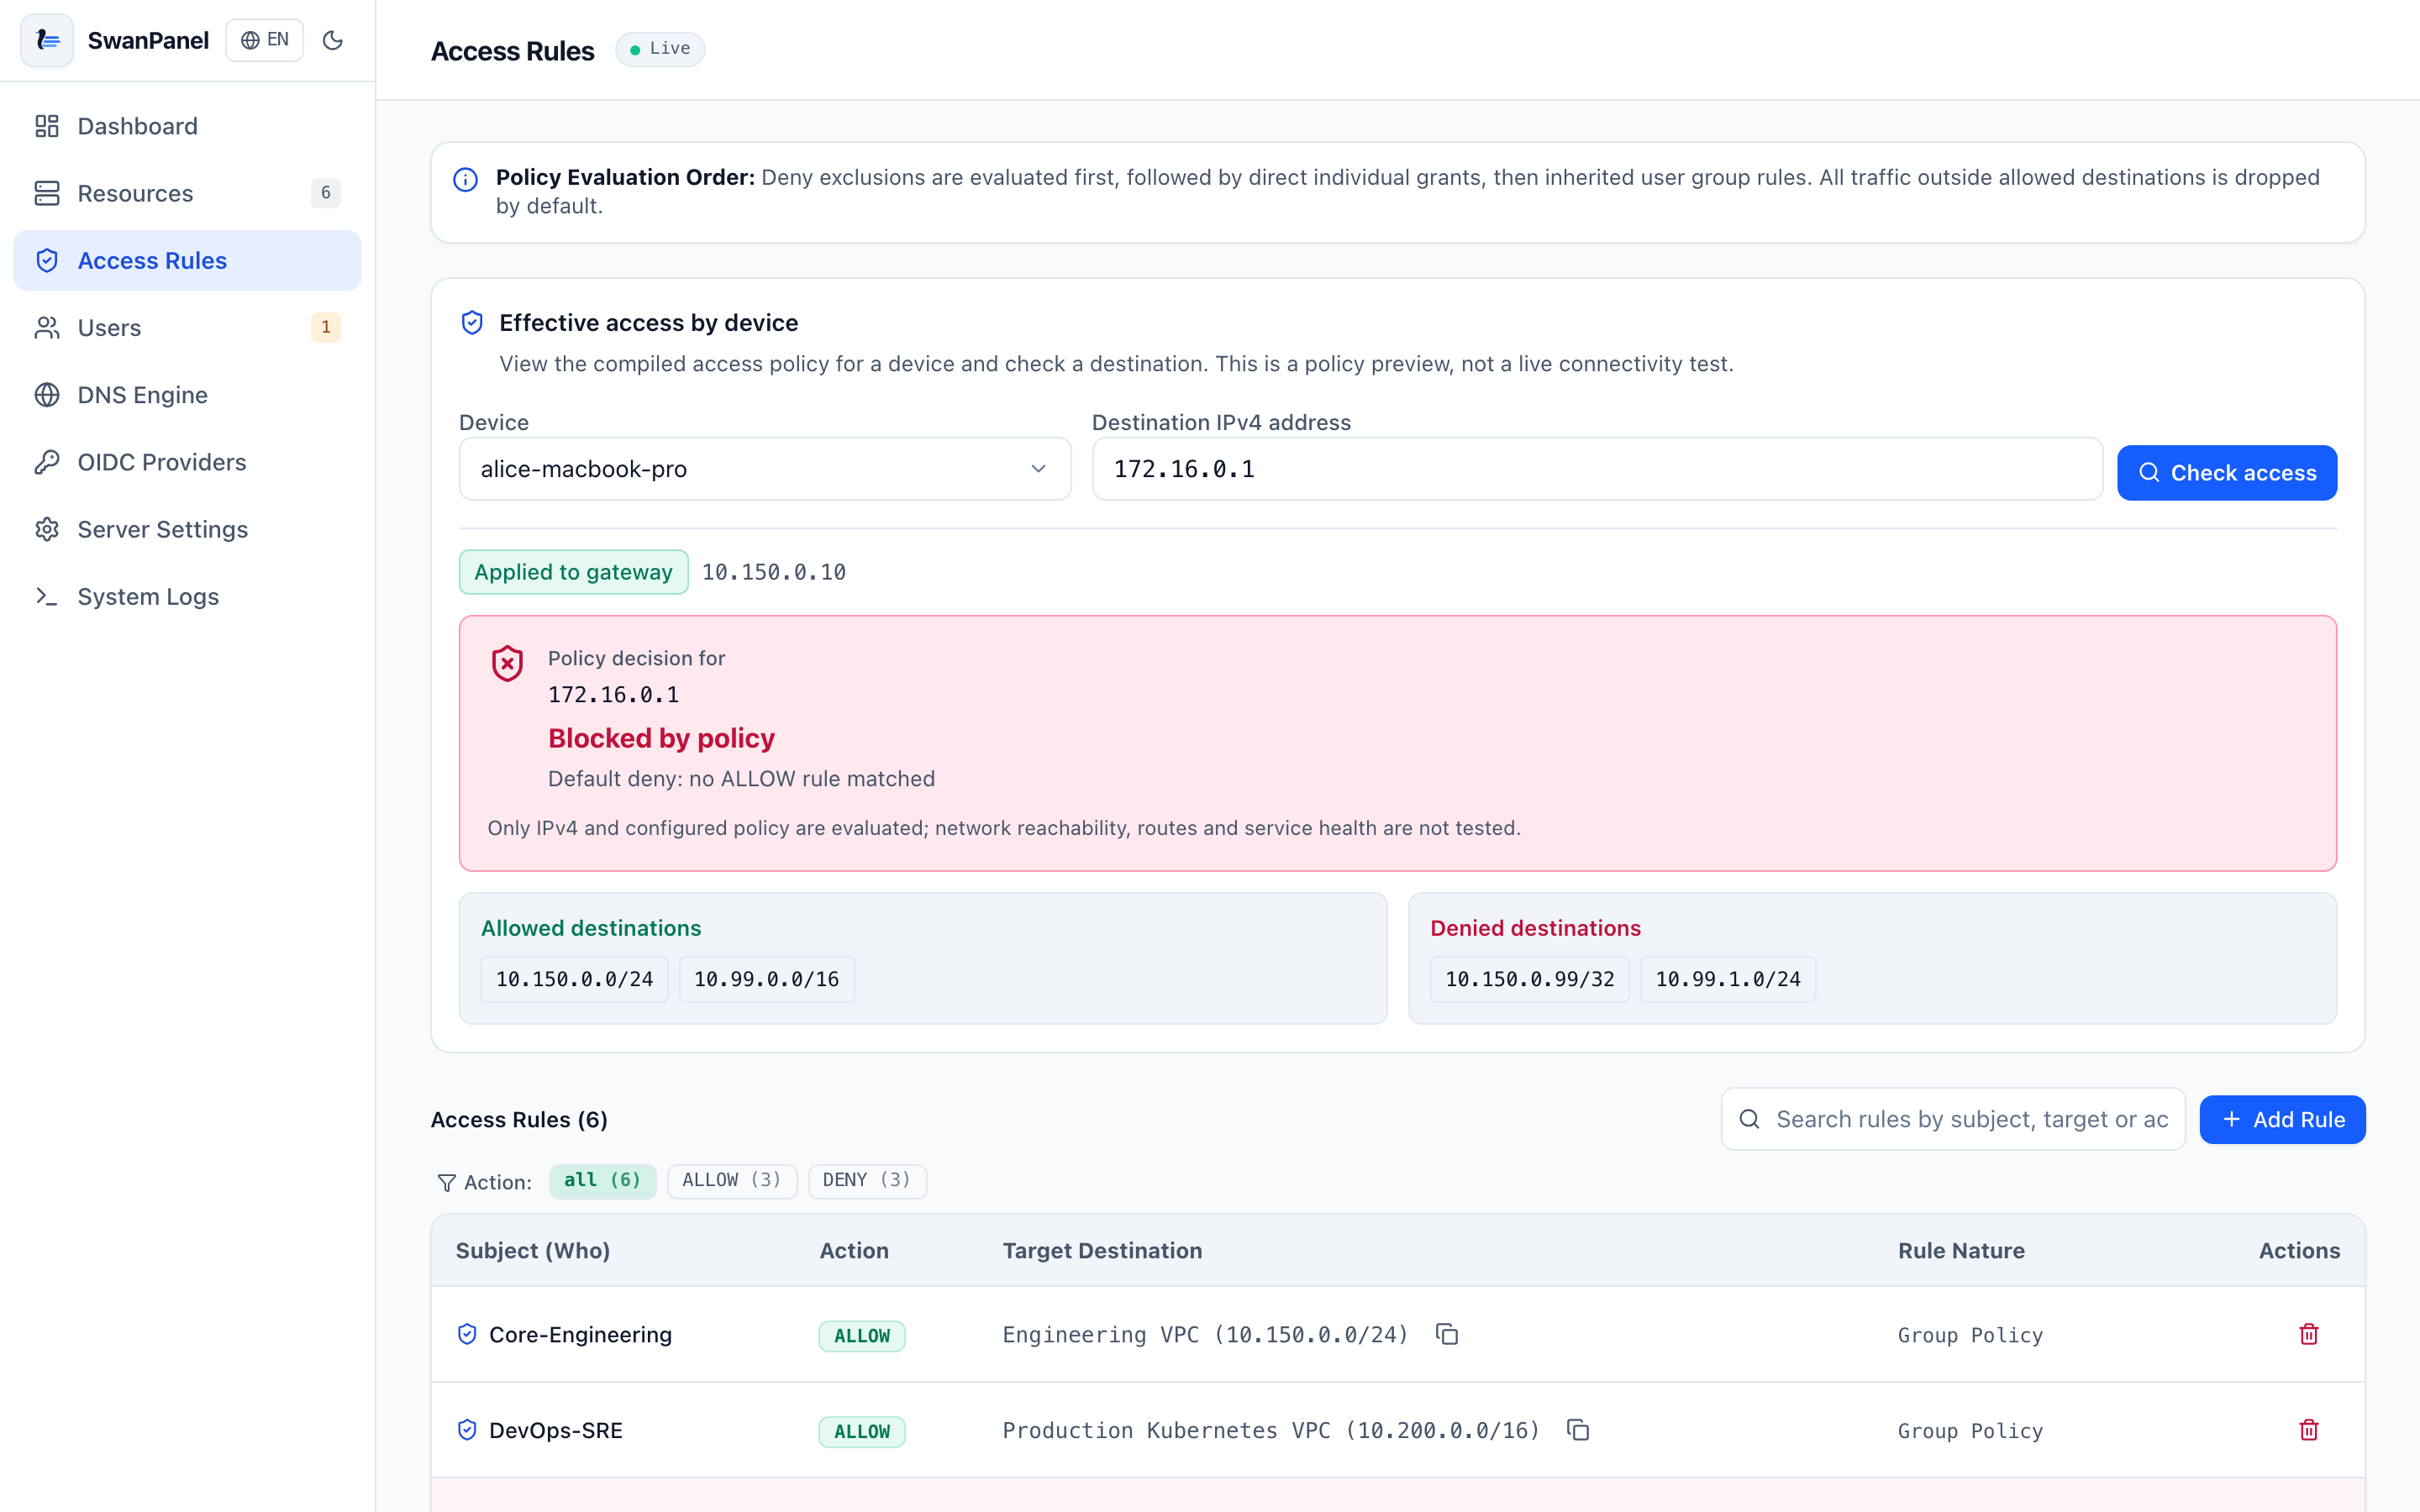 SwanPanel
EN
Dashboard
Resources
6
Access Rules
Users
1
DNS Engine
OIDC Providers
Server Settings
System Logs
Access Rules
Live
Policy Evaluation Order: Deny exclusions are evaluated first, followed by direct individual grants, then inherited user group rules. All traffic outside allowed destinations is dropped
by default.
Effective access by device
View the compiled access policy for a device and check a destination. This is a policy preview, not a live connectivity test.
Device
Destination IPv4 address
alice-macbook-pro
172.16.0.1
Check access
Applied to gateway
10.150.0.10
Policy decision for
172.16.0.1
Blocked by policy
Default deny: no ALLOW rule matched
Only IPv4 and configured policy are evaluated; network reachability, routes and service health are not tested.
Allowed destinations
10.150.0.0/24
10.99.0.0/16
Denied destinations
10.150.0.99/32
10.99.1.0/24
Access Rules (6)
Search rules by subject, target or ac
Add Rule
Action:
all (6)
ALLOW (3)
DENY (3)
Subject (Who)
Action
Target Destination
Rule Nature
Actions
Core-Engineering
ALLOW
Engineering VPC (10.150.0.0/24)
Group Policy
DevOps-SRE
ALLOW
Production Kubernetes VPC (10.200.0.0/16)
Group Policy